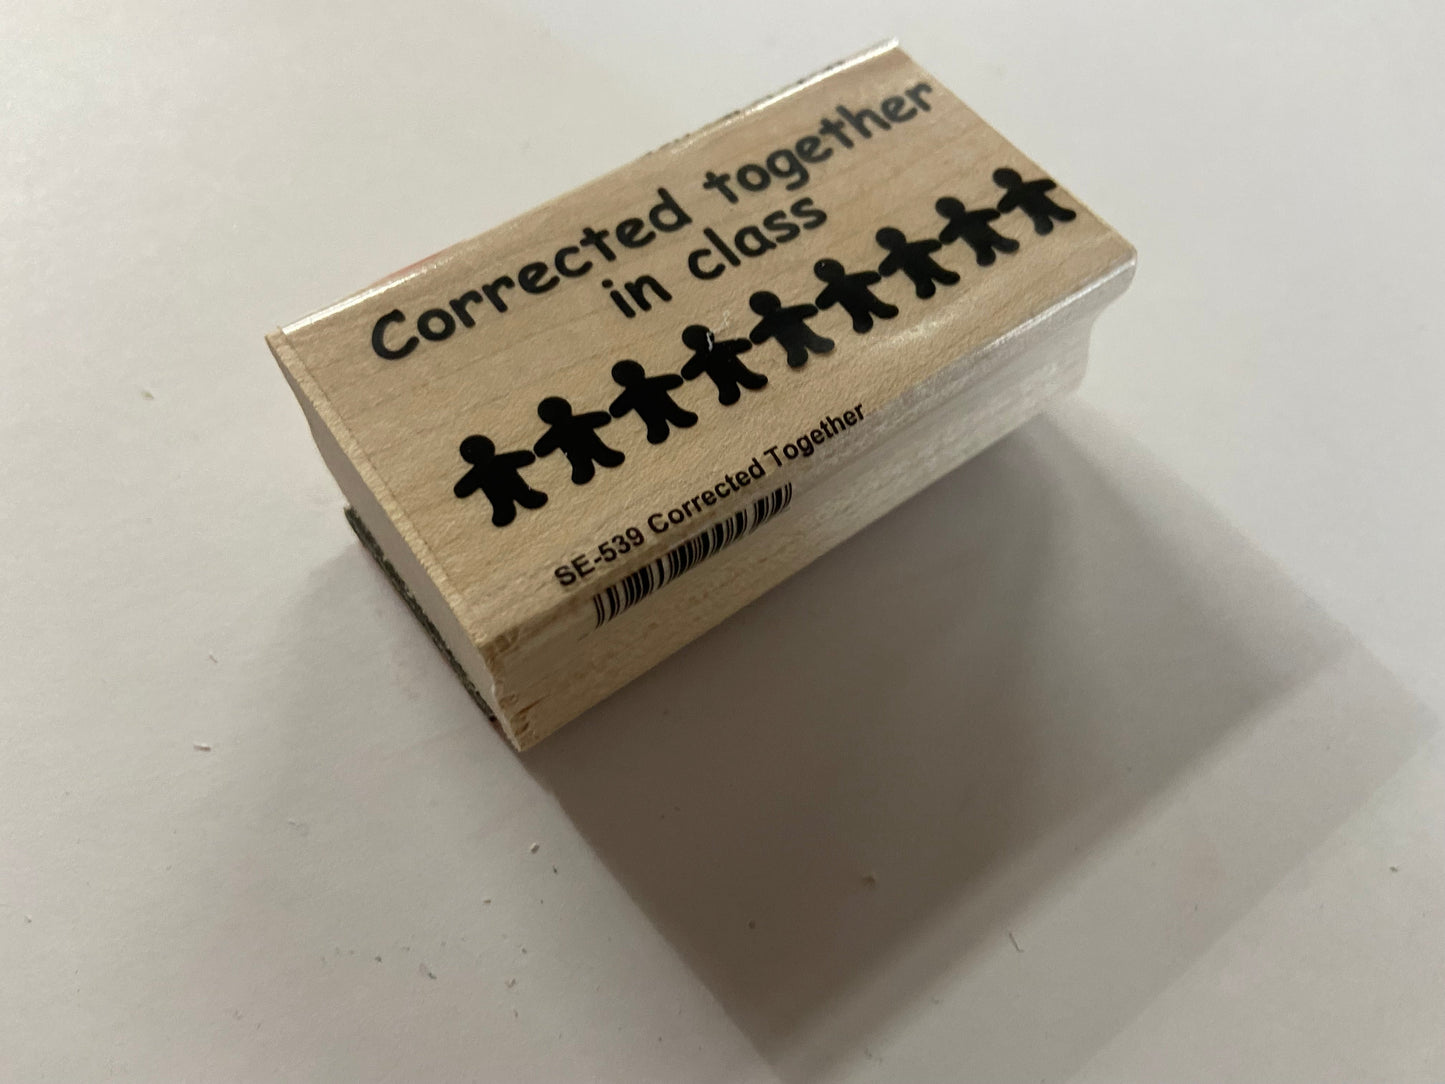 Corrected together
in class
SE-539 Corrected Together